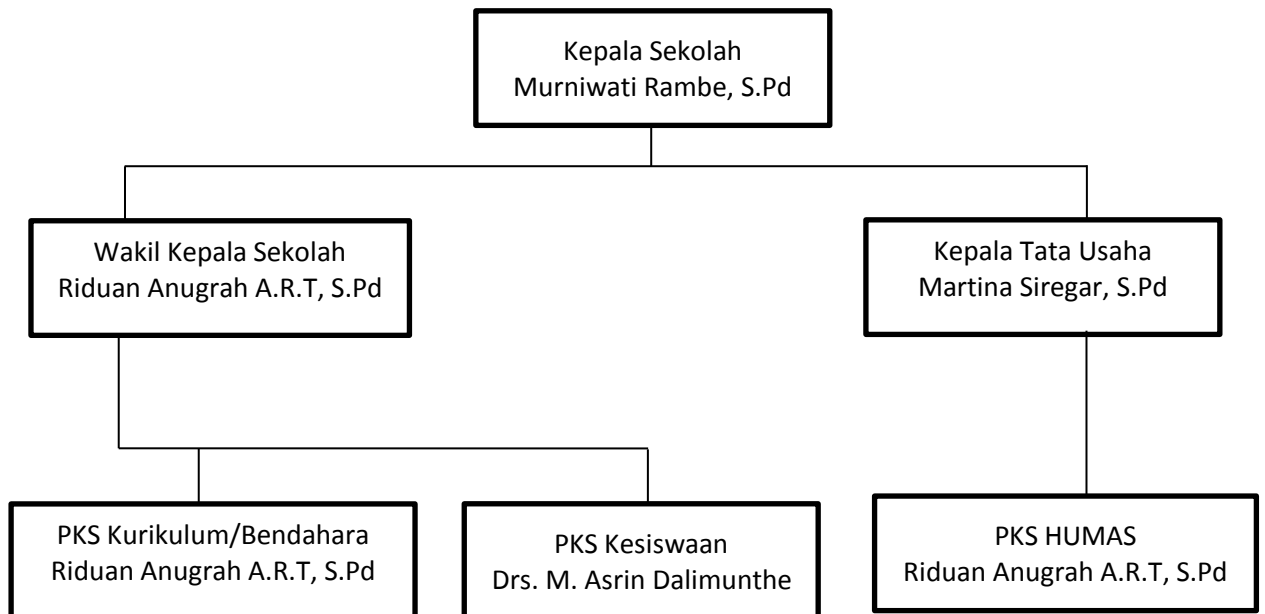 Kepala Sekolah
Murniwati Rambe, S.Pd
Wakil Kepala Sekolah
Riduan Anugrah A.R.T, S.Pd
Kepala Tata Usaha
Martina Siregar, S.Pd
PKS Kurikulum/Bendahara
Riduan Anugrah A.R.T, S.Pd
PKS Kesiswaan
Drs. M. Asrin Dalimunthe
PKS HUMAS
Riduan Anugrah A.R.T, S.Pd